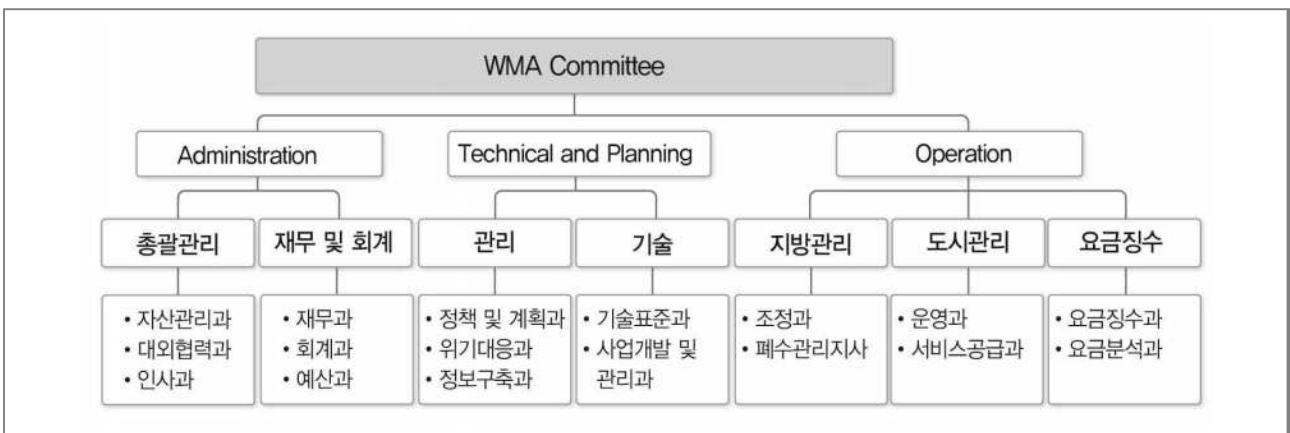 WMA Committee
Administration
Technical and Planning
Operation
총괄관리
재무 및 회계
관리
기술
지방관리
도시관리
요금징수
• 자산관리과
• 대외협력과
• 인사과
• 재무과
• 회계과
• 예산과
• 정책 및 계획과
• 위기대응과
• 정보구축과
• 기술표준과
• 사업개발 및
관리과
• 조정과
• 폐수관리지사
• 운영과
• 서비스공급과
• 요금징수과
• 요금분석과